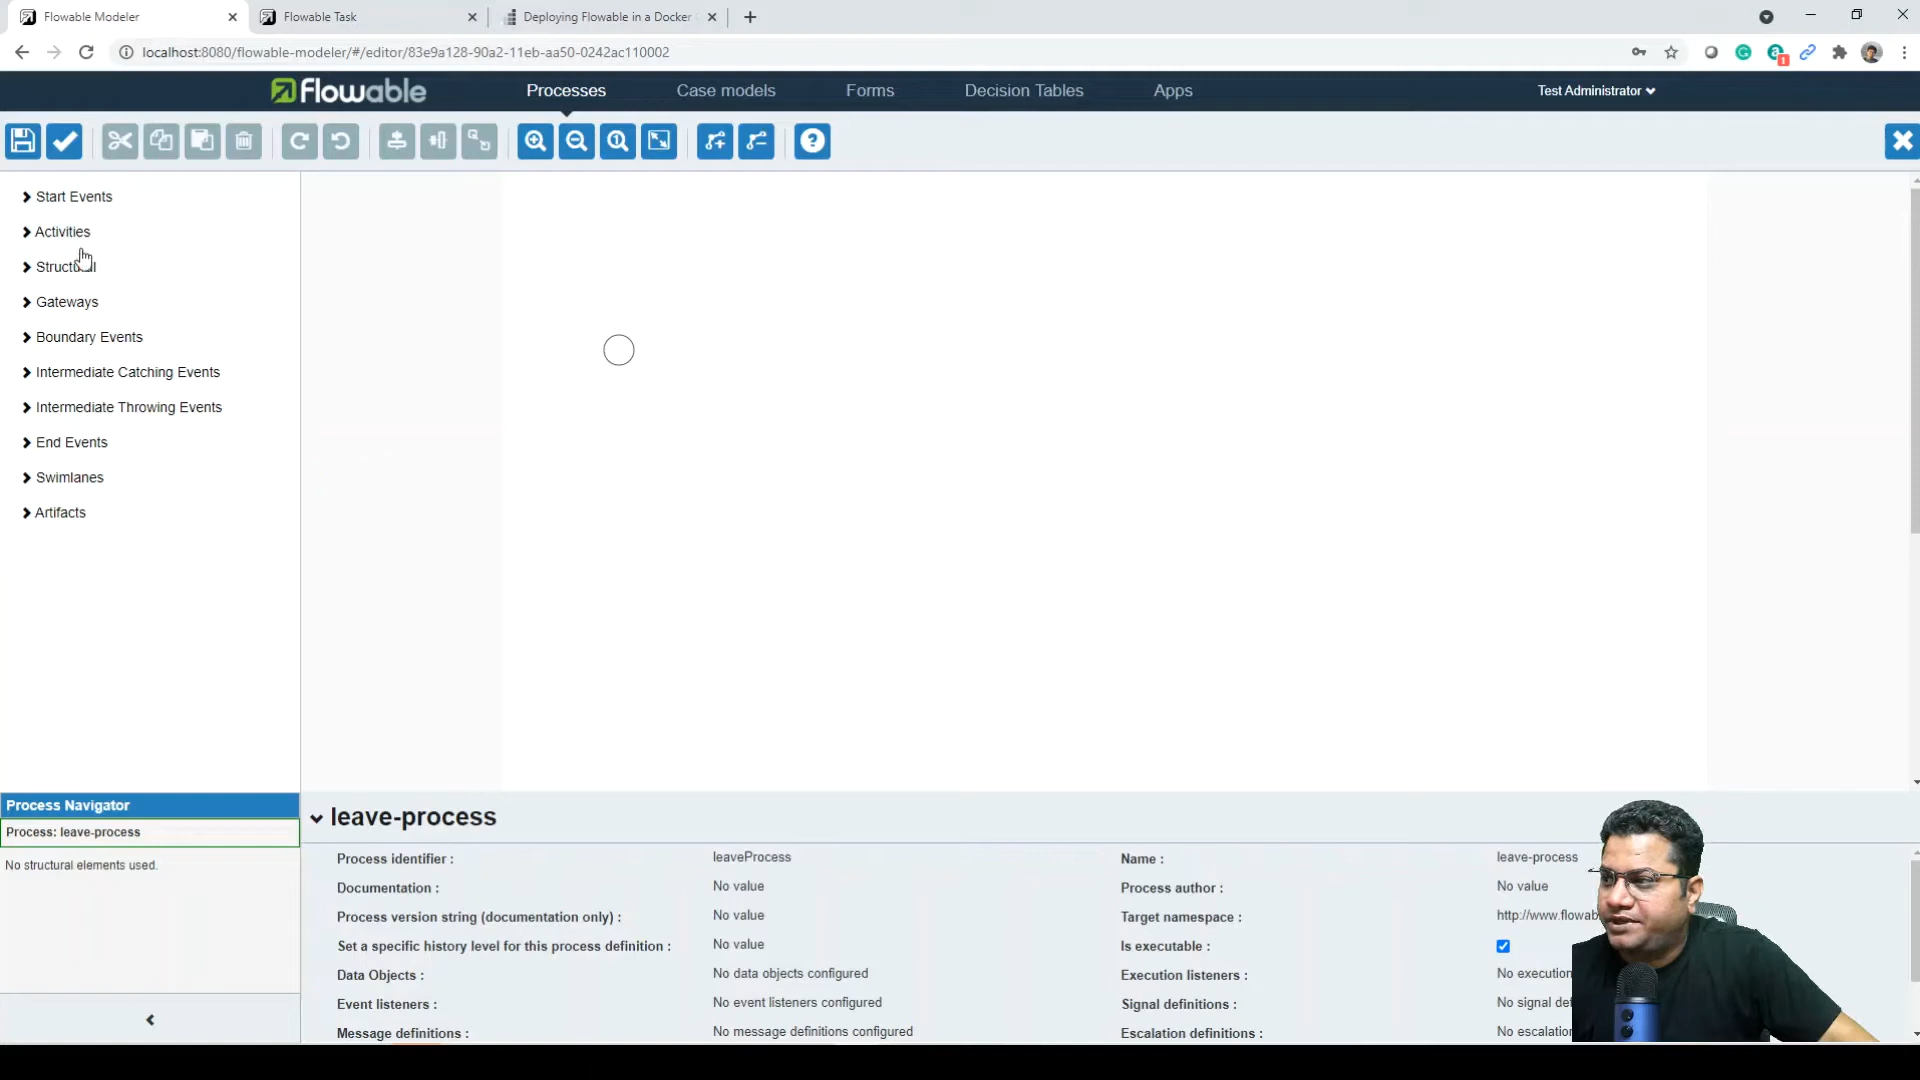 Flowable Modeler
Flowable Task
Deploying Flowable in a Docker
localhost:8080/flowable-modeler/#/editor/83e9a128-90a2-11eb-aa50-0242ac110002
flowable
Processes
Case models
Forms
Decision Tables
Apps
Test Administrator
Start Events
Activities
Structural
Gateways
Boundary Events
Intermediate Catching Events
Intermediate Throwing Events
End Events
Swimlanes
Artifacts
Process Navigator
Process: leave-process
No structural elements used.
leave-process
Process identifier : leaveProcess
Name : leave-process
Documentation : No value
Process author : No value
Process version string (documentation only) : No value
Target namespace : http://www.flowab
Set a specific history level for this process definition : No value
Is executable :
Data Objects : No data objects configured
Execution listeners : No execution
Event listeners : No event listeners configured
Signal definitions : No signal def
Message definitions : No message definitions configured
Escalation definitions : No escalatio